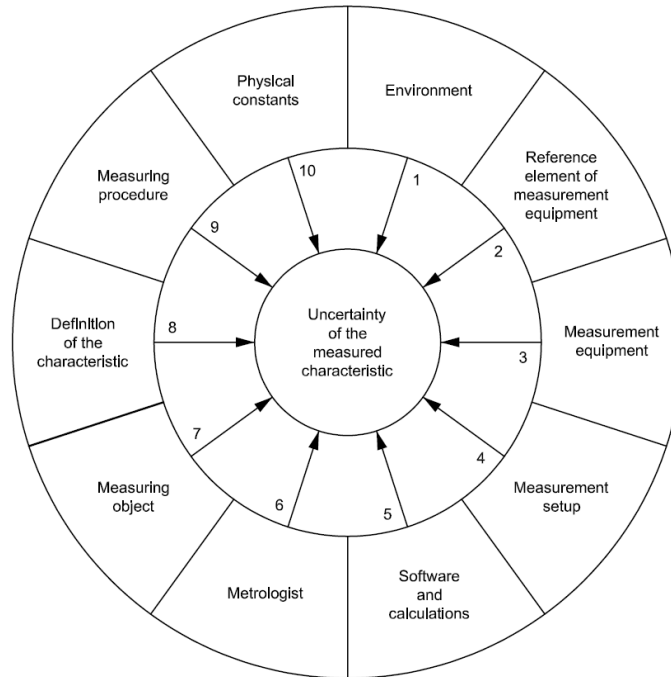 Physical
constants
Environment
Reference
element of
measurement
equipment
Measurement
equipment
Measurement
setup
Software
and
calculations
Metrologist
Measuring
object
Definition
of the
characteristic
Measuring
procedure
10
1
2
3
4
5
6
7
8
9
Uncertainty
of the
measured
characteristic